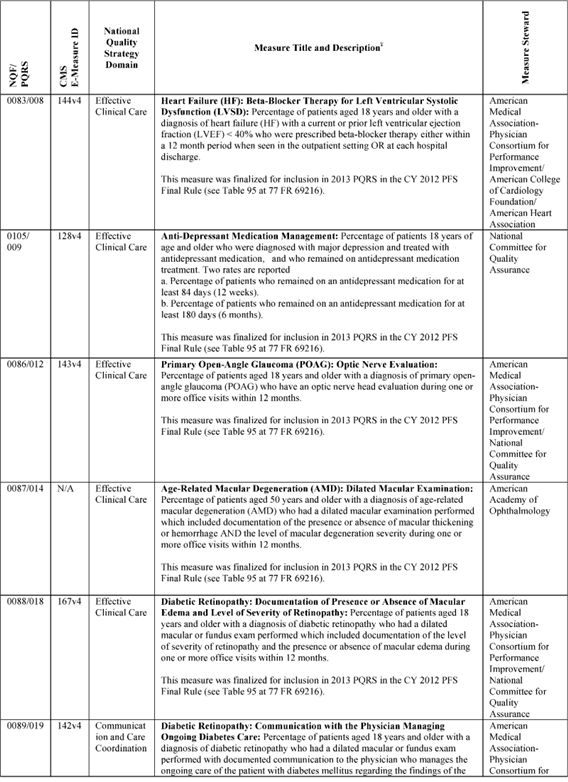 NQF/
PQRS
CMS
E-Measure ID
National
Quality
Strategy
Domain
Measure Title and Description¥
Measure Steward
0083/008
144v4
Effective
Clinical Care
Heart Failure (HF): Beta-Blocker Therapy for Left Ventricular Systolic
Dysfunction (LVSD): Percentage of patients aged 18 years and older with a
diagnosis of heart failure (HF) with a current or prior left ventricular ejection
fraction (LVEF) < 40% who were prescribed beta-blocker therapy either within
a 12 month period when seen in the outpatient setting OR at each hospital
discharge.
This measure was finalized for inclusion in 2013 PQRS in the CY 2012 PFS
Final Rule (see Table 95 at 77 FR 69216).
American
Medical
Association-
Physician
Consortium for
Performance
Improvement/
American College
of Cardiology
Foundation/
American Heart
Association
0105/
009
128v4
Effective
Clinical Care
Anti-Depressant Medication Management: Percentage of patients 18 years of
age and older who were diagnosed with major depression and treated with
antidepressant medication, and who remained on antidepressant medication
treatment. Two rates are reported
a. Percentage of patients who remained on an antidepressant medication for at
least 84 days (12 weeks).
b. Percentage of patients who remained on an antidepressant medication for at
least 180 days (6 months).
This measure was finalized for inclusion in 2013 PQRS in the CY 2012 PFS
Final Rule (see Table 95 at 77 FR 69216).
National
Committee for
Quality
Assurance
0086/012
143v4
Effective
Clinical Care
Primary Open-Angle Glaucoma (POAG): Optic Nerve Evaluation:
Percentage of patients aged 18 years and older with a diagnosis of primary open-
angle glaucoma (POAG) who have an optic nerve head evaluation during one or
more office visits within 12 months.
This measure was finalized for inclusion in 2013 PQRS in the CY 2012 PFS
Final Rule (see Table 95 at 77 FR 69216).
American
Medical
Association-
Physician
Consortium for
Performance
Improvement/
National
Committee for
Quality
Assurance
0087/014
N/A
Effective
Clinical Care
Age-Related Macular Degeneration (AMD): Dilated Macular Examination:
Percentage of patients aged 50 years and older with a diagnosis of age-related
macular degeneration (AMD) who had a dilated macular examination performed
which included documentation of the presence or absence of macular thickening
or hemorrhage AND the level of macular degeneration severity during one or
more office visits within 12 months.
This measure was finalized for inclusion in 2013 PQRS in the CY 2012 PFS
Final Rule (see Table 95 at 77 FR 69216).
American
Academy of
Ophthalmology
0088/018
167v4
Effective
Clinical Care
Diabetic Retinopathy: Documentation of Presence or Absence of Macular
Edema and Level of Severity of Retinopathy: Percentage of patients aged 18
years and older with a diagnosis of diabetic retinopathy who had a dilated
macular or fundus exam performed which included documentation of the level
of severity of retinopathy and the presence or absence of macular edema during
one or more office visits within 12 months.
This measure was finalized for inclusion in 2013 PQRS in the CY 2012 PFS
Final Rule (see Table 95 at 77 FR 69216).
American
Medical
Association-
Physician
Consortium for
Performance
Improvement/
National
Committee for
Quality
Assurance
0089/019
142v4
Communicat
ion and Care
Coordination
Diabetic Retinopathy: Communication with the Physician Managing
Ongoing Diabetes Care: Percentage of patients aged 18 years and older with a
diagnosis of diabetic retinopathy who had a dilated macular or fundus exam
performed with documented communication to the physician who manages the
ongoing care of the patient with diabetes mellitus regarding the findings of the
American
Medical
Association-
Physician
Consortium for